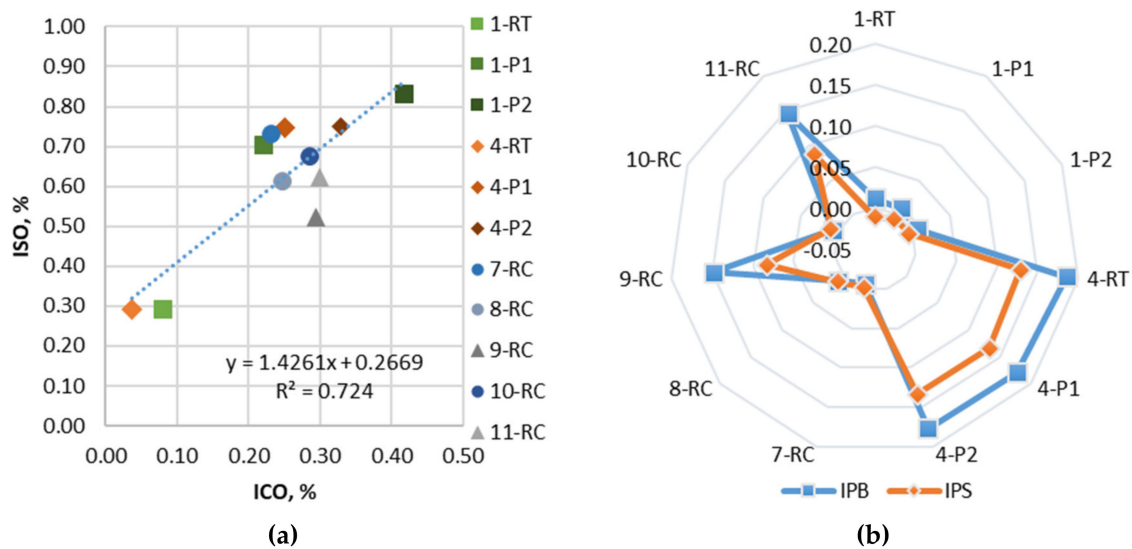 1.00
0.90
0.80
0.70
0.60
0.50
0.40
0.30
0.20
0.10
0.00
ISO, %
0.00 0.10 0.20 0.30 0.40 0.50
ICO, %
y = 1.4261x + 0.2669
R² = 0.724
1-RT
1-P1
1-P2
4-RT
4-P1
4-P2
7-RC
8-RC
9-RC
10-RC
11-RC
(a)
1-RT
1-P1
1-P2
4-RT
4-P1
4-P2
7-RC
8-RC
9-RC
10-RC
11-RC
0.20
0.15
0.10
0.05
0.00
-0.05
IPB IPS
(b)